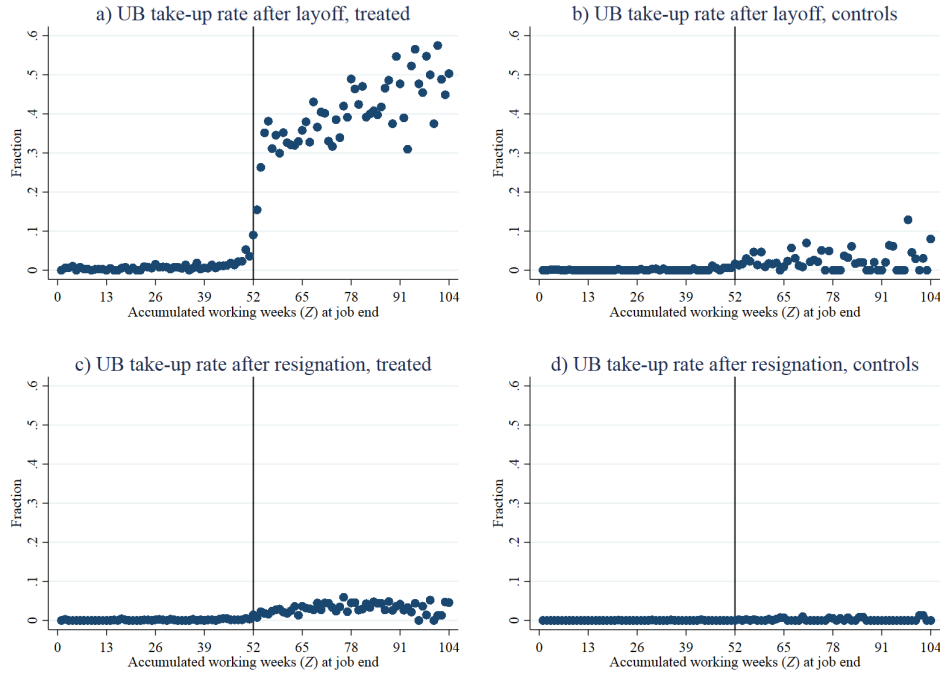 a) UB take-up rate after layoff, treated
Fraction
.6
.5
.4
.3
.2
.1
0
0 13 26 39 52 65 78 91 104
Accumulated working weeks (Z) at job end
b) UB take-up rate after layoff, controls
Fraction
.6
.5
.4
.3
.2
.1
0
0 13 26 39 52 65 78 91 104
Accumulated working weeks (Z) at job end
c) UB take-up rate after resignation, treated
Fraction
.6
.5
.4
.3
.2
.1
0
0 13 26 39 52 65 78 91 104
Accumulated working weeks (Z) at job end
d) UB take-up rate after resignation, controls
Fraction
.6
.5
.4
.3
.2
.1
0
0 13 26 39 52 65 78 91 104
Accumulated working weeks (Z) at job end